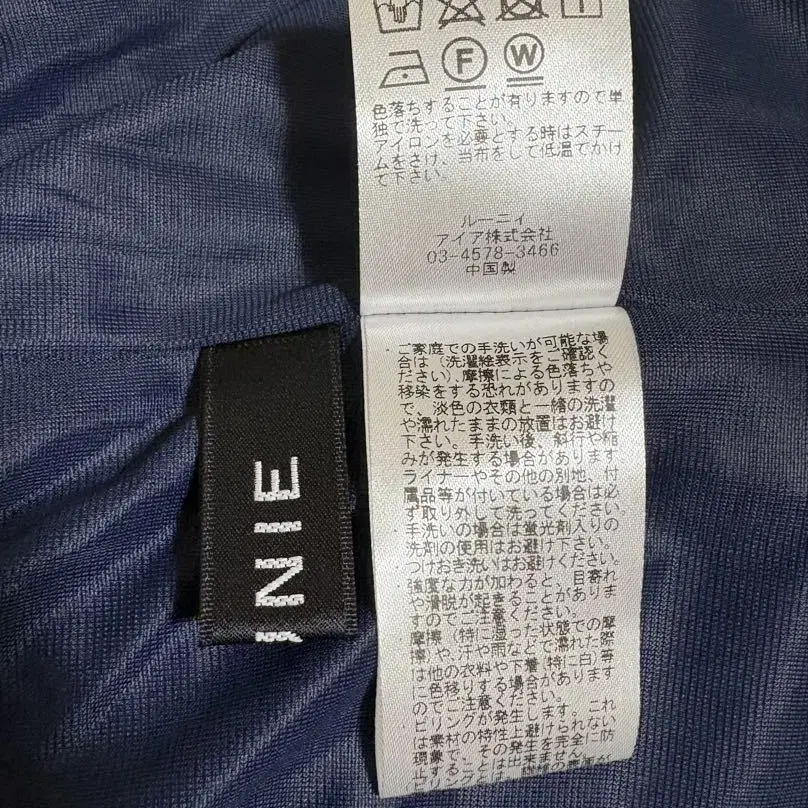 F W
色落ちすることが有りますので単
独で洗って下さい。
アイロンを必要とする時はスチー
ムをさけ、当布をして低温でかけ
て下さい。
ルーニィ
アイア株式会社
03-4578-3466
中国製
・ご家庭での手洗いが可能な場
合は（洗濯絵表示をご確認く
ださい）、摩擦による色落ちや
移染をする恐れがありますの
で、淡色の衣類と一緒の洗濯
や濡れたままの放置はお避け
下さい。手洗い後、斜行や縮
みが発生する場合があります
ライナーやその他の別地、付
属品等が付いている場合は必
ず取り外して洗ってください。
・手洗いの場合は蛍光剤入りの
洗剤の使用はお避け下さい。
つけおき洗いはお避けください。
・強度な力が加わると、目寄れ
や滑脱が起きることがありま
すのでご注意ください。
・摩擦（特に湿った状態での摩
擦）や、汗や雨などで濡れた際
は他の衣料や下着（特に白）等
に色移りする場合があります
のでご注意ください。
・ピリングが発生します。これ
は素材の特性上避けられない
現象で、その発生を完全に防
止することは出来ません。
UNIE